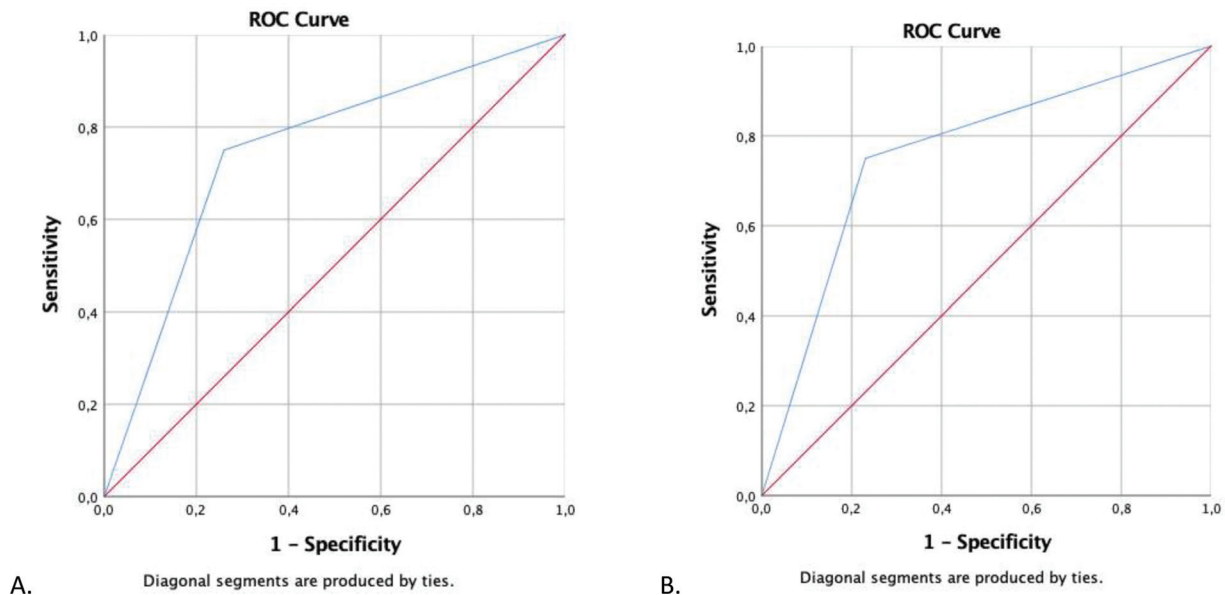 ROC Curve
1,0
0,8
0,6
0,4
0,2
0,0
Sensitivity
0,0 0,2 0,4 0,6 0,8 1,0
1 – Specificity
Diagonal segments are produced by ties.
A.
ROC Curve
1,0
0,8
0,6
0,4
0,2
0,0
Sensitivity
0,0 0,2 0,4 0,6 0,8 1,0
1 – Specificity
Diagonal segments are produced by ties.
B.